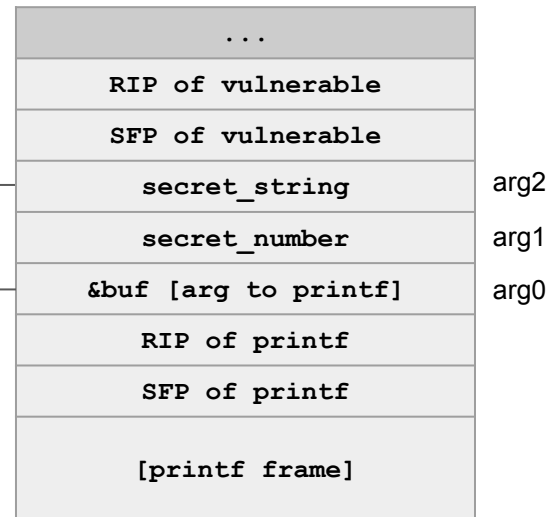 ...
RIP of vulnerable
SFP of vulnerable
secret_string arg2
secret_number arg1
&buf [arg to printf] arg0
RIP of printf
SFP of printf
[printf frame]